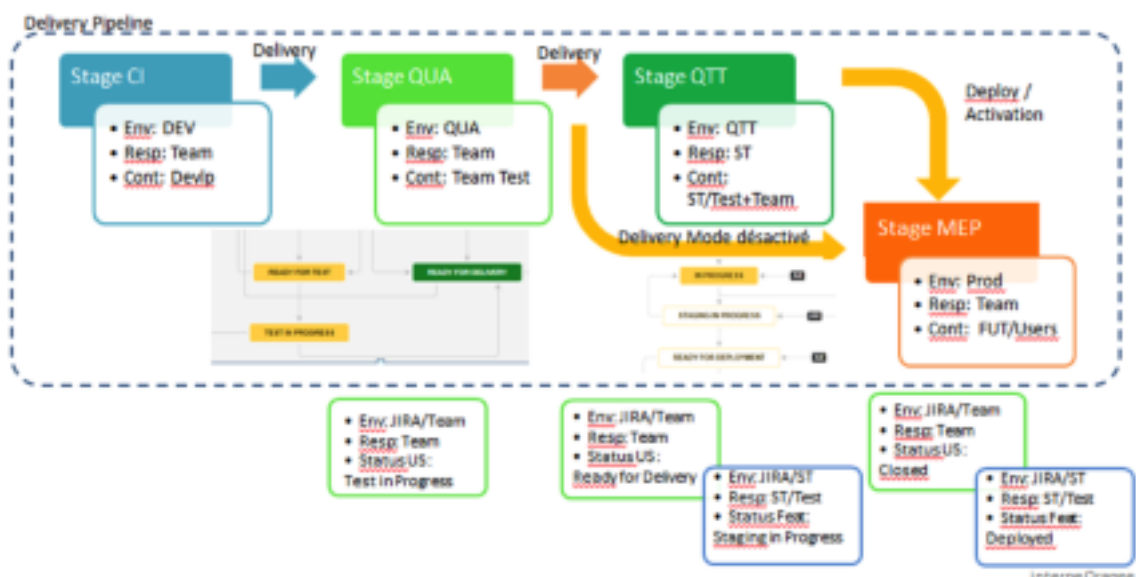 Delivery Pipeline
Delivery
Delivery
Stage CI
Stage QUA
Stage QTT
Deploy /
Activation
• Env: DEV
• Resp: Team
• Cont: Devlp
• Env: QUA
• Resp: Team
• Cont: Team Test
• Env: QTT
• Resp: ST
• Cont:
ST/Test+Team
Stage MEP
Delivery Mode désactivé
• Env: Prod
• Resp: Team
• Cont: FUT/Users
READY FOR TEST
READY FOR DELIVERY
TEST IN PROGRESS
IN PROGRESS
STAGING IN PROGRESS
READY FOR DEPLOYMENT
• Env: JIRA/Team
• Resp: Team
• Status US:
Test in Progress
• Env: JIRA/Team
• Resp: Team
• Status US:
Ready for Delivery
• Env: JIRA/ST
• Resp: ST/Test
• Status Feat:
Staging in Progress
• Env: JIRA/Team
• Resp: Team
• Status US:
Closed
• Env: JIRA/ST
• Resp: ST/Test
• Status Feat:
Deployed